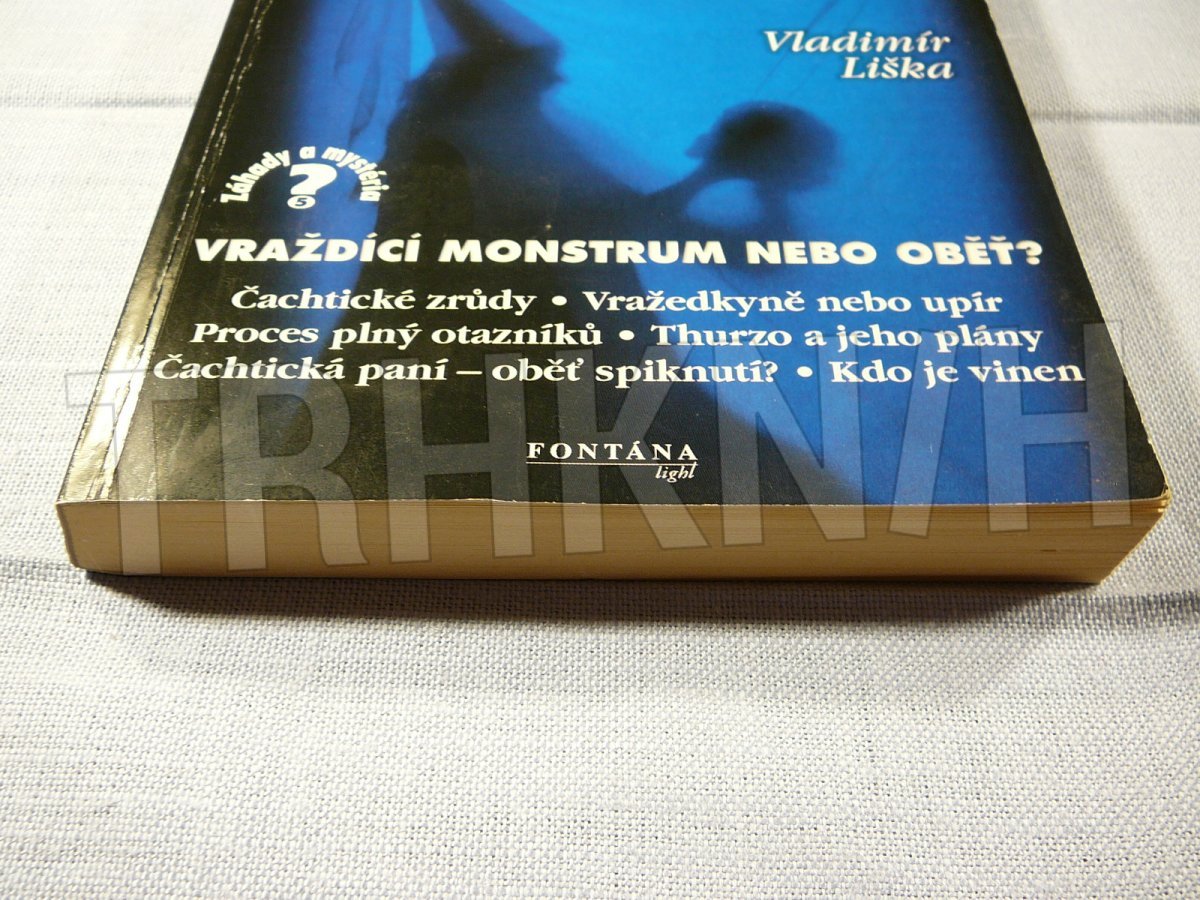 Vladimír
Liška
Záhady a mystéria
?
5
VRAŽDÍCÍ MONSTRUM NEBO OBĚŤ?
Čachtické zrůdy • Vražedkyně nebo upír
Proces plný otazníků • Thurzo a jeho plány
Čachtická paní – oběť spiknutí? • Kdo je vinen
FONTÁNA
light
TRHKNIH